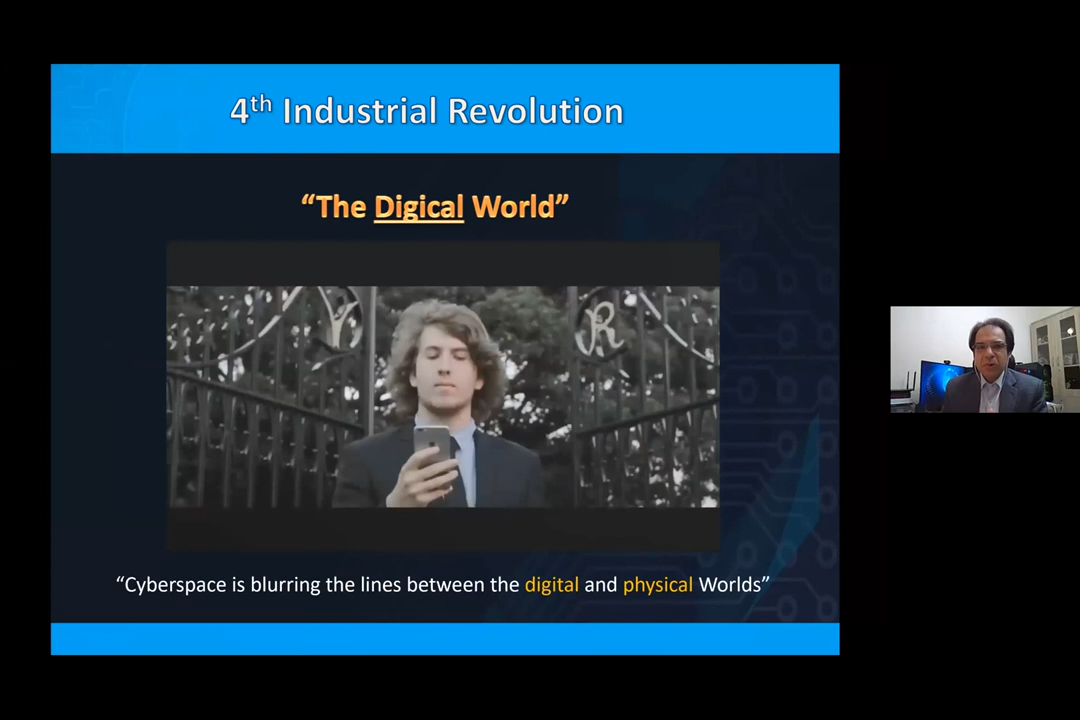 4th Industrial Revolution
“The Digical World”
R
“Cyberspace is blurring the lines between the digital and physical Worlds”